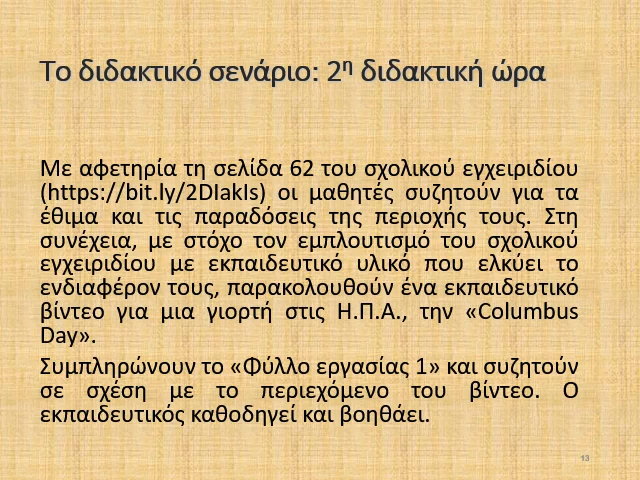 Το διδακτικό σενάριο: 2η διδακτική ώρα
Με αφετηρία τη σελίδα 62 του σχολικού εγχειριδίου
(https://bit.ly/2DIakIs) οι μαθητές συζητούν για τα
έθιμα και τις παραδόσεις της περιοχής τους. Στη
συνέχεια, με στόχο τον εμπλουτισμό του σχολικού
εγχειριδίου με εκπαιδευτικό υλικό που ελκύει το
ενδιαφέρον τους, παρακολουθούν ένα εκπαιδευτικό
βίντεο για μια γιορτή στις Η.Π.Α., την «Columbus
Day».
Συμπληρώνουν το «Φύλλο εργασίας 1» και συζητούν
σε σχέση με το περιεχόμενο του βίντεο. Ο
εκπαιδευτικός καθοδηγεί και βοηθάει.
13